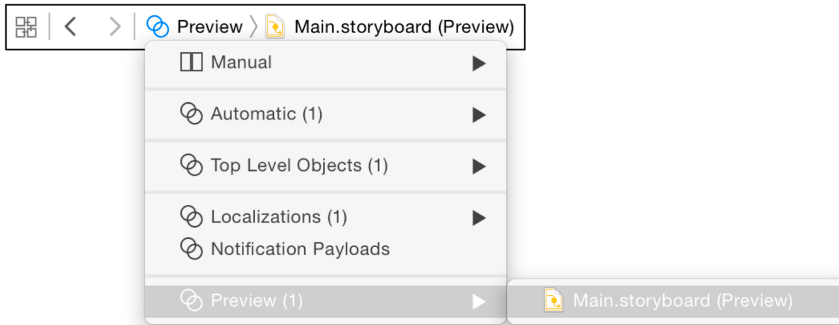 Preview 〉 Main.storyboard (Preview)
Manual
Automatic (1)
Top Level Objects (1)
Localizations (1)
Notification Payloads
Preview (1)
Main.storyboard (Preview)